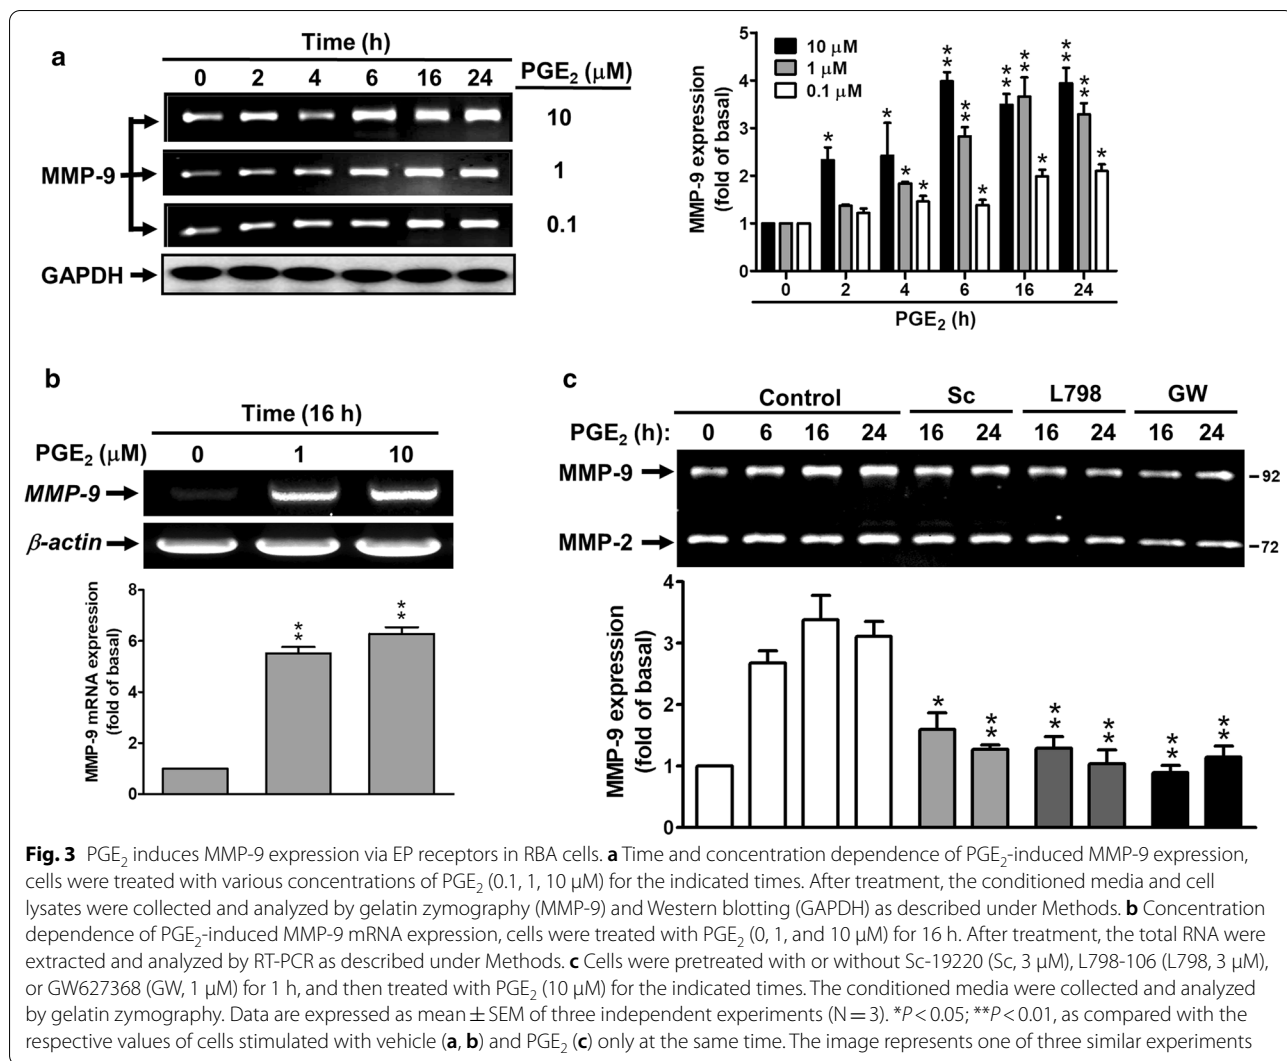 a
Time (h)
0 2 4 6 16 24 PGE2 (µM)
MMP-9
10
1
0.1
GAPDH
MMP-9 expression
(fold of basal)
5
4
3
2
1
0
10 µM
1 µM
0.1 µM
* ** * * * ** ** * ** ** * ** ** *
0 2 4 6 16 24
PGE2 (h)
b
Time (16 h)
PGE2 (µM) 0 1 10
MMP-9
β-actin
MMP-9 mRNA expression
(fold of basal)
8
6
4
2
0
** **
c
Control Sc L798 GW
PGE2 (h): 0 6 16 24 16 24 16 24 16 24
MMP-9 –92
MMP-2 –72
MMP-9 expression
(fold of basal)
4
3
2
1
0
* ** ** ** ** **
Fig. 3 PGE2 induces MMP-9 expression via EP receptors in RBA cells. a Time and concentration dependence of PGE2-induced MMP-9 expression,
cells were treated with various concentrations of PGE2 (0.1, 1, 10 µM) for the indicated times. After treatment, the conditioned media and cell
lysates were collected and analyzed by gelatin zymography (MMP-9) and Western blotting (GAPDH) as described under Methods. b Concentration
dependence of PGE2-induced MMP-9 mRNA expression, cells were treated with PGE2 (0, 1, and 10 µM) for 16 h. After treatment, the total RNA were
extracted and analyzed by RT-PCR as described under Methods. c Cells were pretreated with or without Sc-19220 (Sc, 3 µM), L798-106 (L798, 3 µM),
or GW627368 (GW, 1 µM) for 1 h, and then treated with PGE2 (10 µM) for the indicated times. The conditioned media were collected and analyzed
by gelatin zymography. Data are expressed as mean ± SEM of three independent experiments (N = 3). *P < 0.05; **P < 0.01, as compared with the
respective values of cells stimulated with vehicle (a, b) and PGE2 (c) only at the same time. The image represents one of three similar experiments